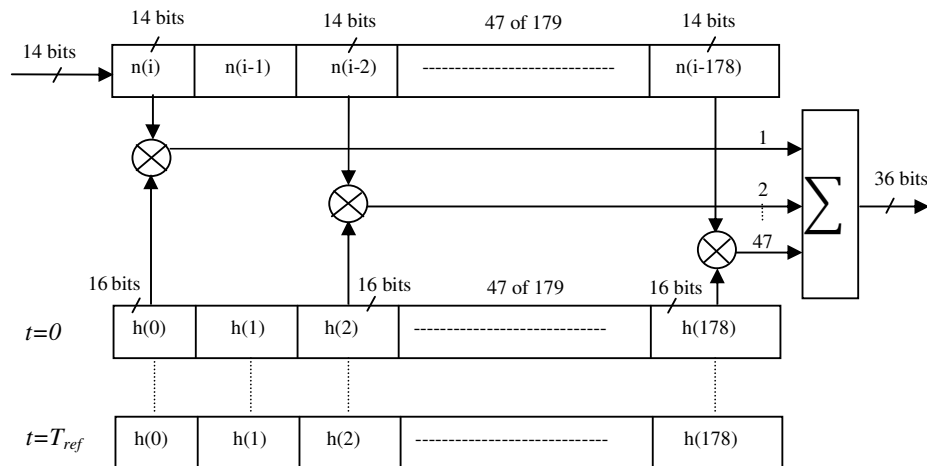 14 bits 14 bits 47 of 179 14 bits
14 bits
n(i) n(i-1) n(i-2) ----------------------------- n(i-178)
1
2
36 bits
∑
47
16 bits 16 bits 47 of 179 16 bits
t=0 h(0) h(1) h(2) ----------------------------- h(178)
t=Tref h(0) h(1) h(2) ----------------------------- h(178)